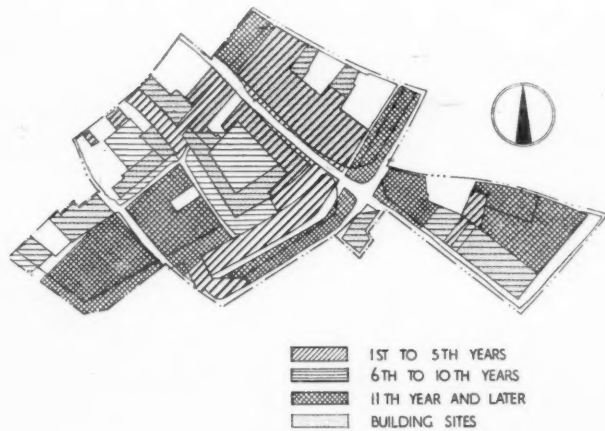 1ST TO 5TH YEARS
6TH TO 10TH YEARS
11TH YEAR AND LATER
BUILDING SITES